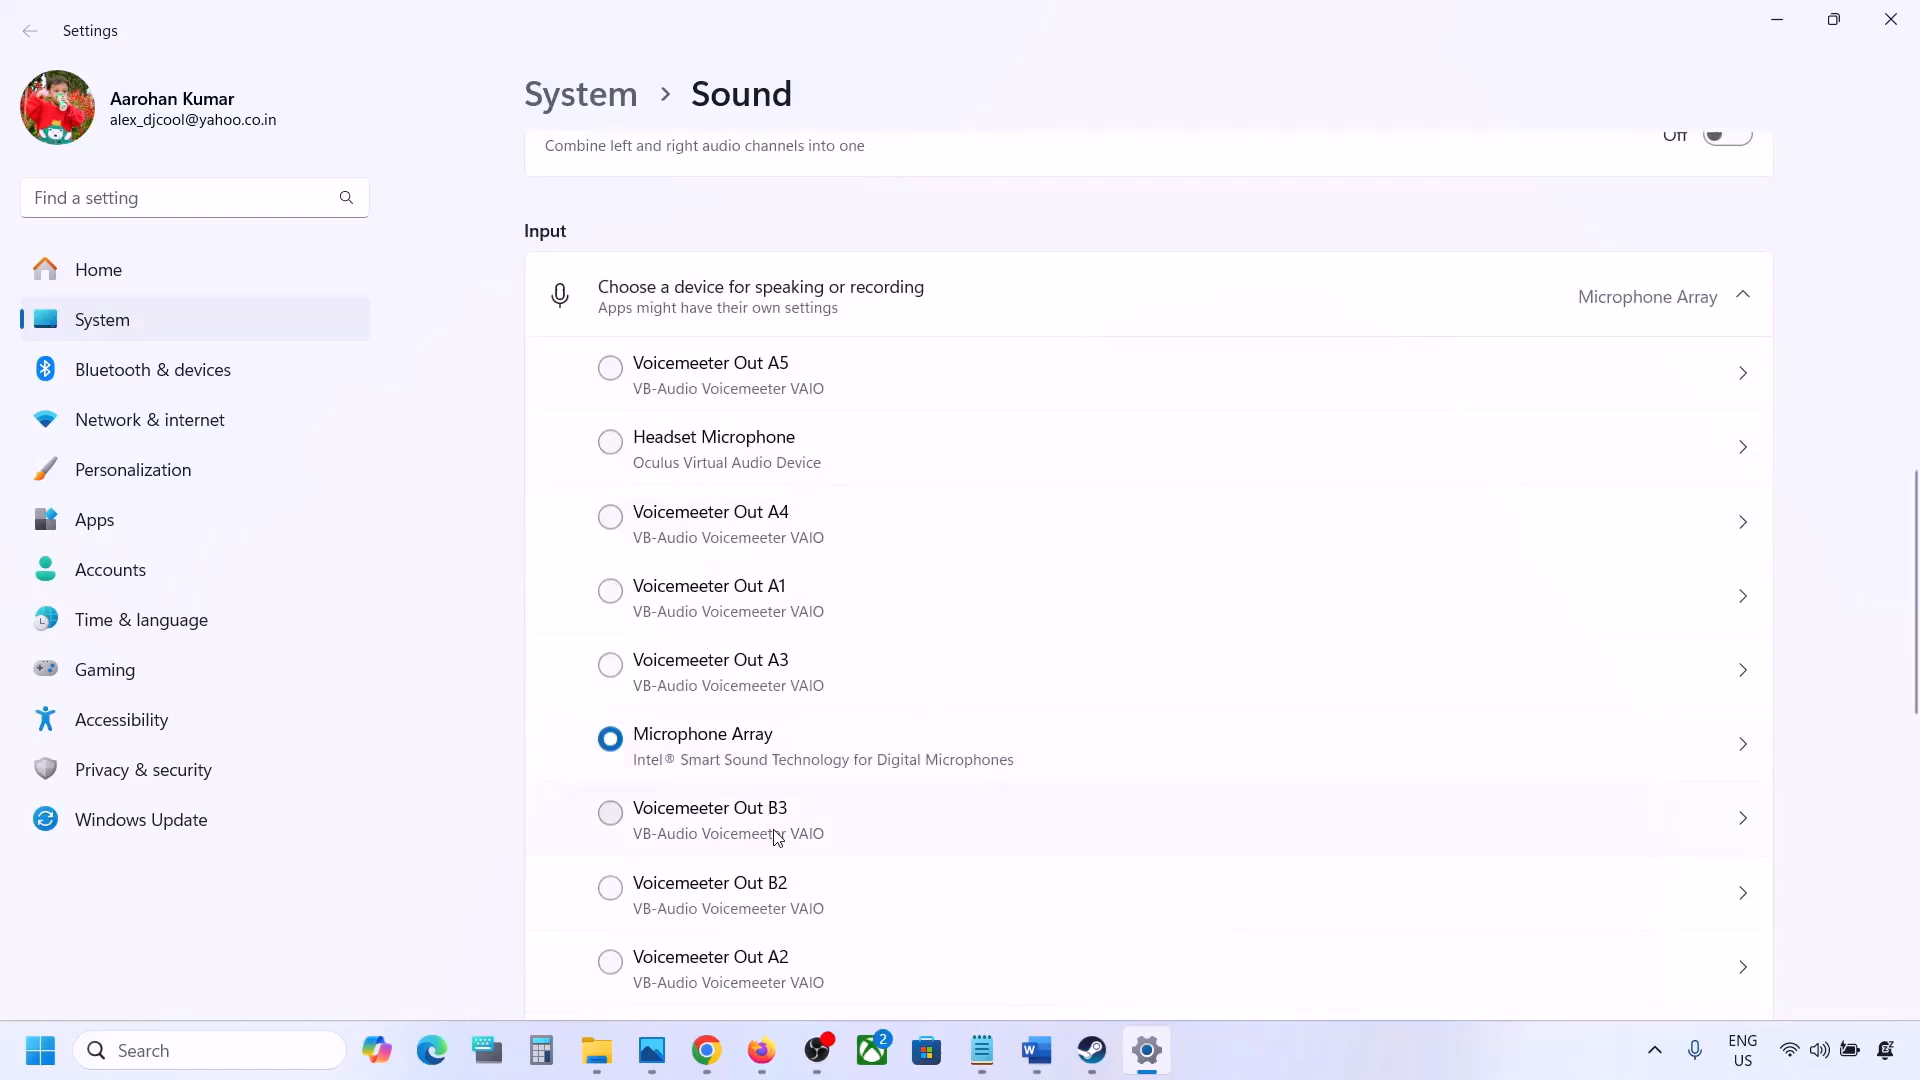 Settings
Aarohan Kumar
alex_djcool@yahoo.co.in
Find a setting
Home
System
Bluetooth & devices
Network & internet
Personalization
Apps
Accounts
Time & language
Gaming
Accessibility
Privacy & security
Windows Update
System > Sound
Off
Combine left and right audio channels into one
Input
Choose a device for speaking or recording
Apps might have their own settings
Microphone Array
Voicemeeter Out A5
VB-Audio Voicemeeter VAIO
Headset Microphone
Oculus Virtual Audio Device
Voicemeeter Out A4
VB-Audio Voicemeeter VAIO
Voicemeeter Out A1
VB-Audio Voicemeeter VAIO
Voicemeeter Out A3
VB-Audio Voicemeeter VAIO
Microphone Array
Intel® Smart Sound Technology for Digital Microphones
Voicemeeter Out B3
VB-Audio Voicemeeter VAIO
Voicemeeter Out B2
VB-Audio Voicemeeter VAIO
Voicemeeter Out A2
VB-Audio Voicemeeter VAIO
Search
2
ENG
US